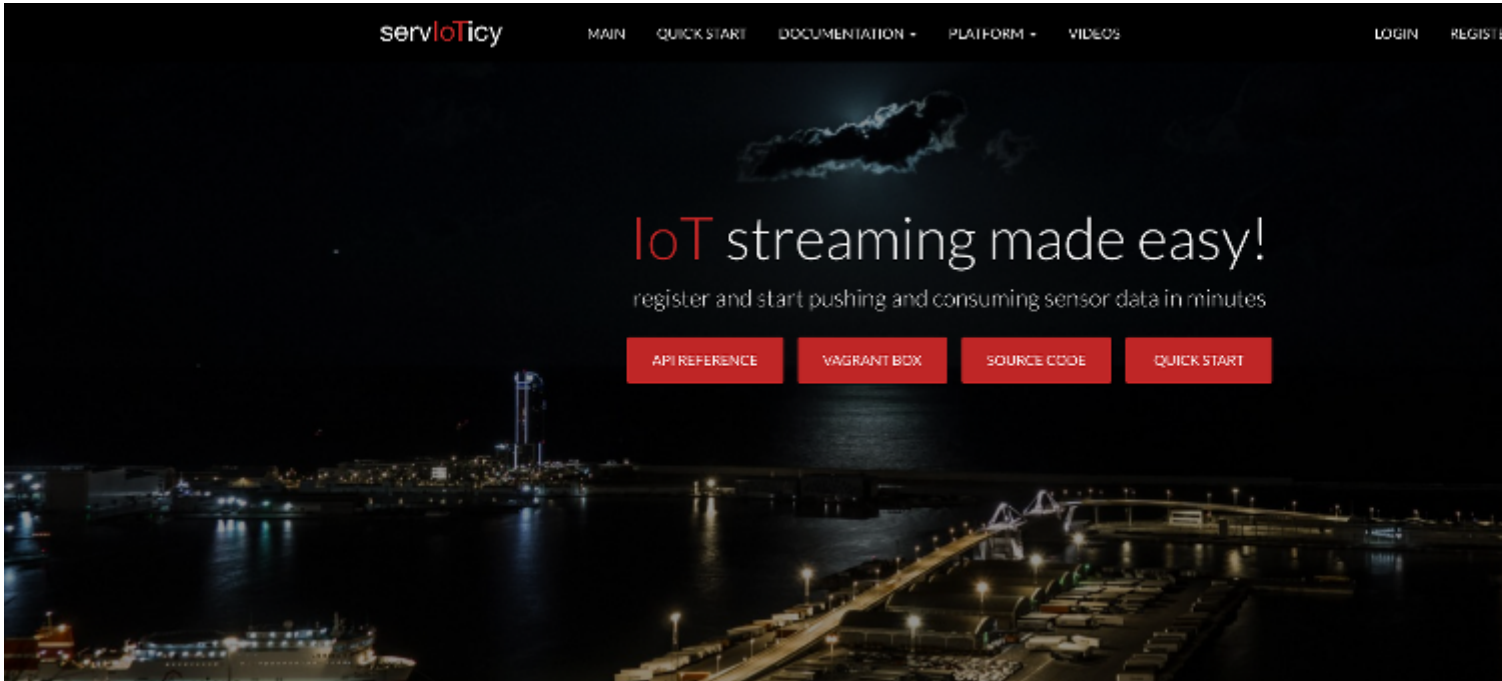 servIoTicy MAIN QUICK START DOCUMENTATION PLATFORM VIDEOS LOGIN
IoT streaming made easy!
register and start pushing and consuming sensor data in minutes
API REFERENCE VAGRANT BOX SOURCE CODE QUICK START